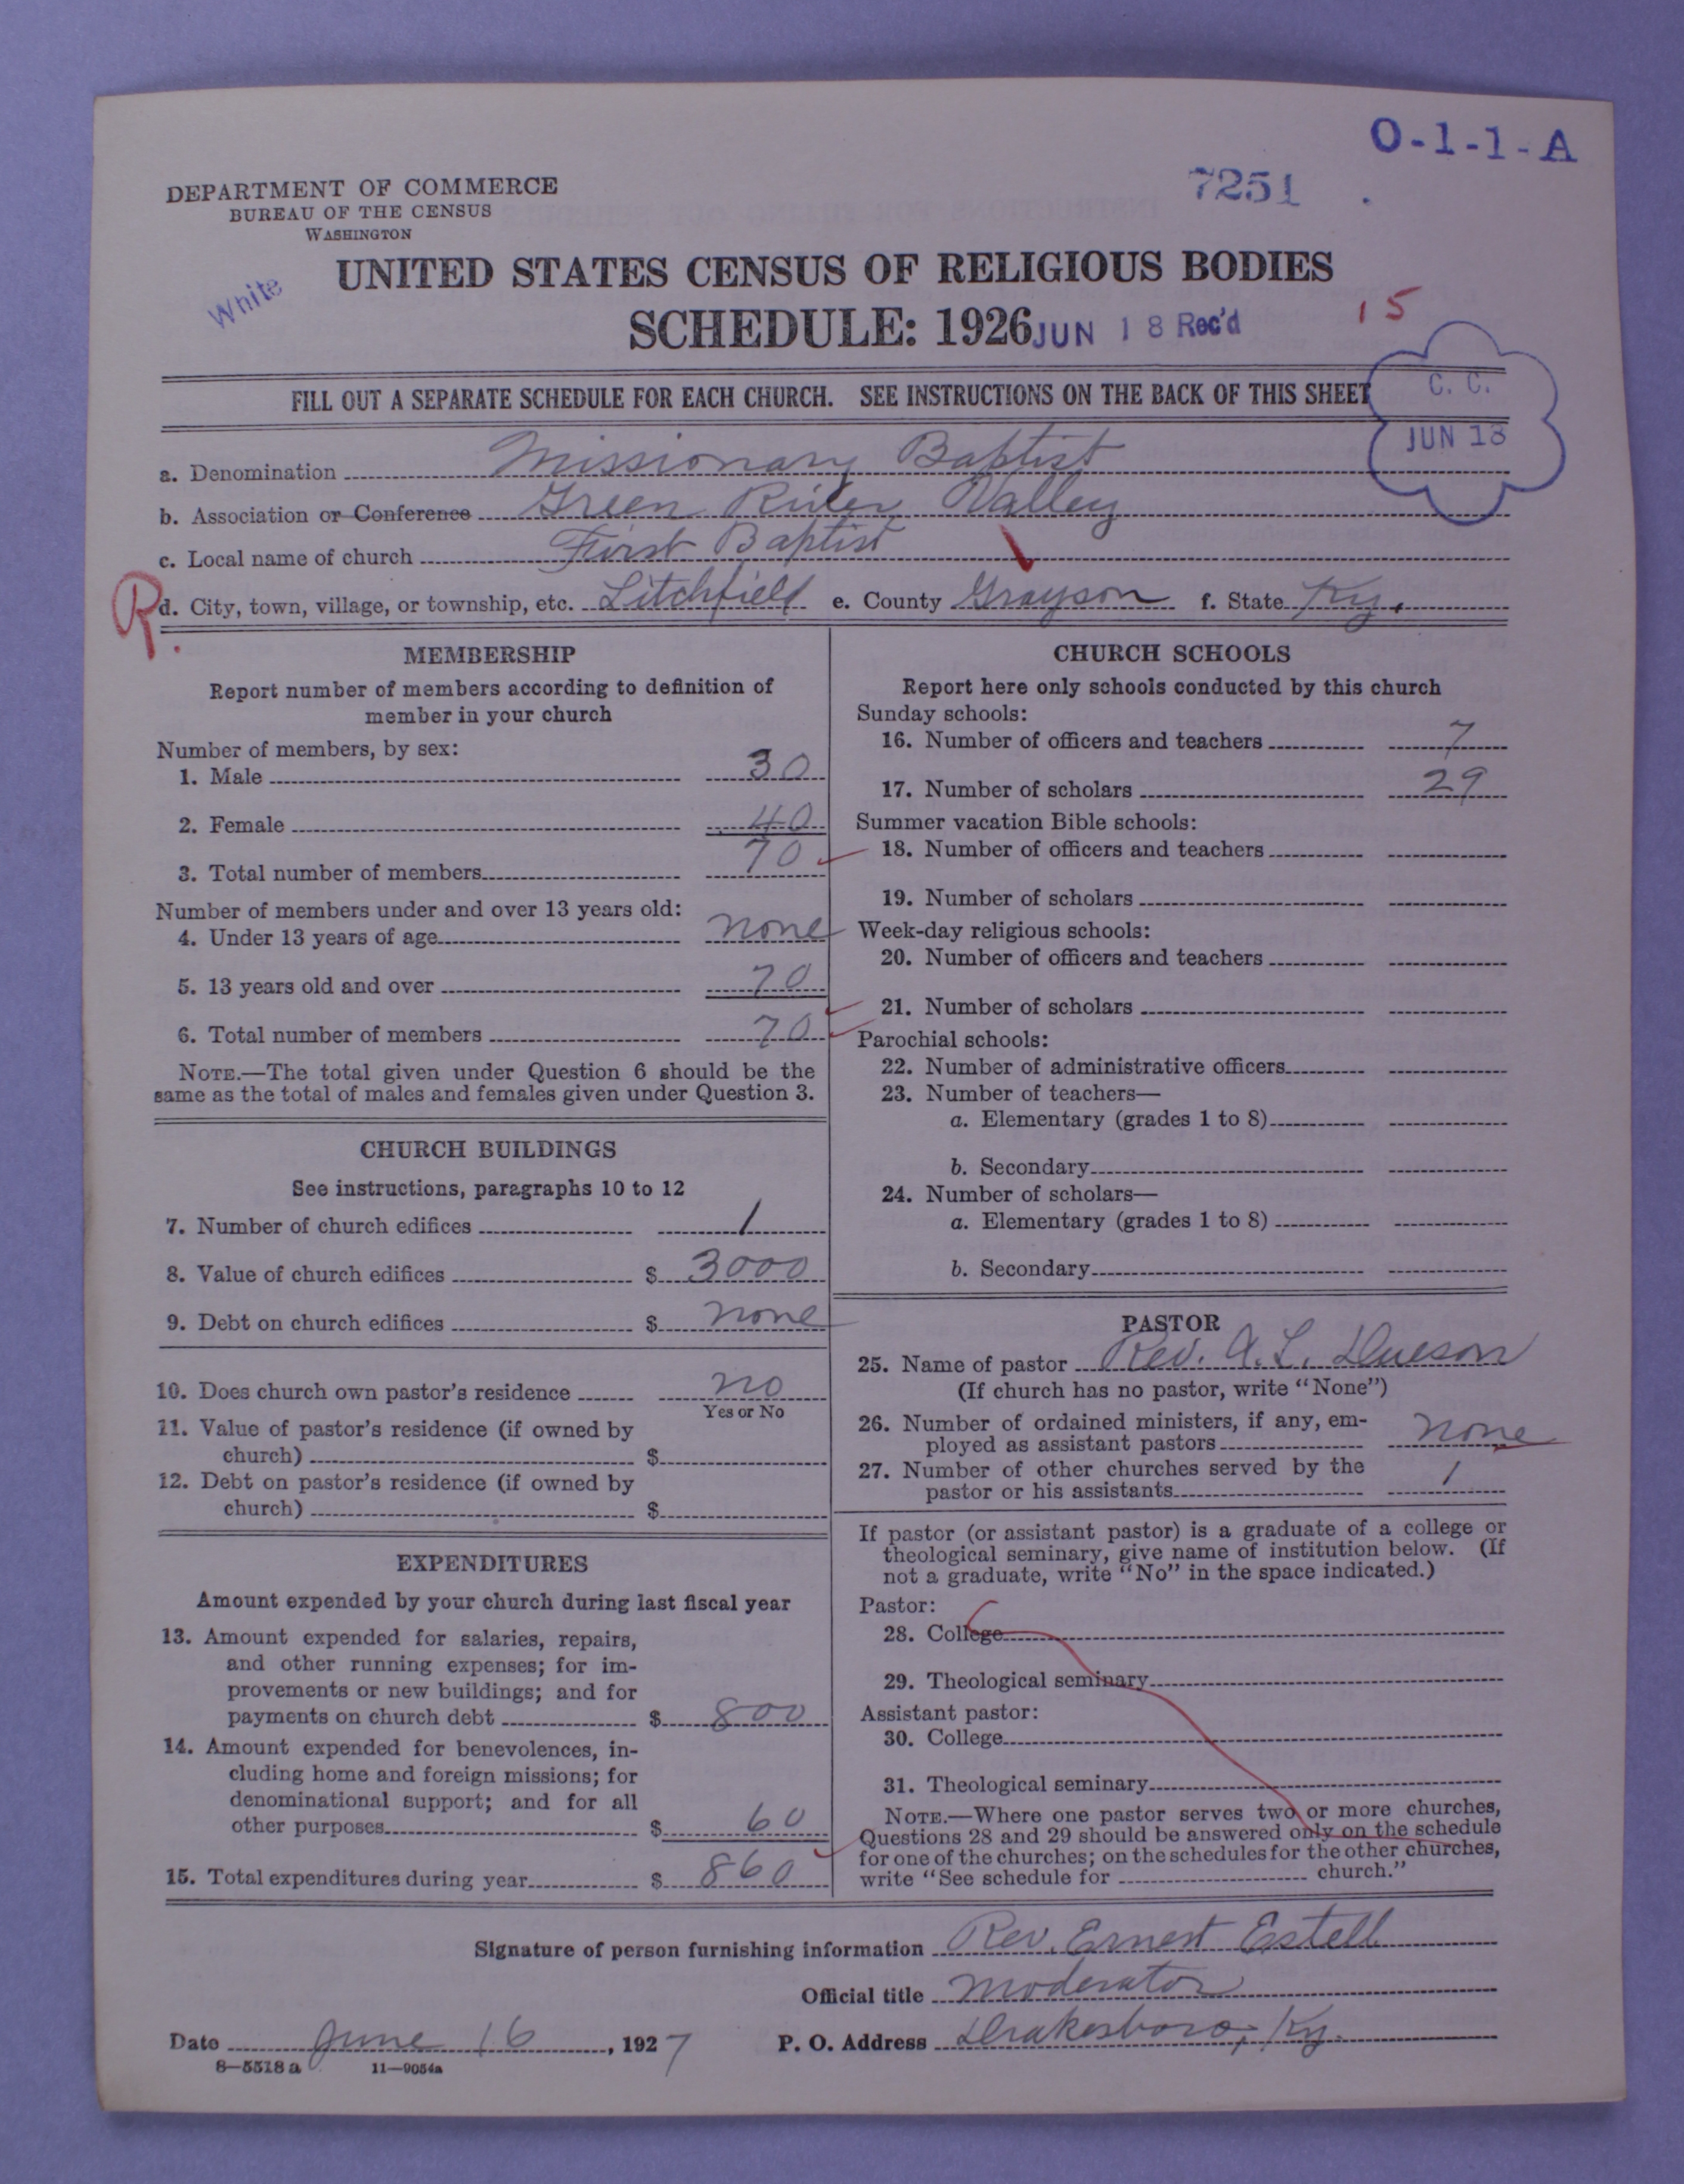 O-1-1-A
7251
DEPARTMENT OF COMMERCE
BUREAU OF THE CENSUS
WASHINGTON
White
UNITED STATES CENSUS OF RELIGIOUS BODIES
SCHEDULE: 1926
JUN 18 Rec'd
15
C. C.
JUN 18
FILL OUT A SEPARATE SCHEDULE FOR EACH CHURCH. SEE INSTRUCTIONS ON THE BACK OF THIS SHEET
a. Denomination Missionary Baptist
b. Association or Conference Green River Valley
c. Local name of church First Baptist
R.
d. City, town, village, or township, etc. Litchfield e. County Grayson f. State Ky.
MEMBERSHIP
Report number of members according to definition of
member in your church
Number of members, by sex:
1. Male 30
2. Female 40
3. Total number of members 70
Number of members under and over 13 years old:
4. Under 13 years of age none
5. 13 years old and over 70
6. Total number of members 70
NOTE.—The total given under Question 6 should be the
same as the total of males and females given under Question 3.
CHURCH BUILDINGS
See instructions, paragraphs 10 to 12
7. Number of church edifices 1
8. Value of church edifices $ 3000
9. Debt on church edifices $ none
10. Does church own pastor's residence no
Yes or No
11. Value of pastor's residence (if owned by
church) $
12. Debt on pastor's residence (if owned by
church) $
EXPENDITURES
Amount expended by your church during last fiscal year
13. Amount expended for salaries, repairs,
and other running expenses; for im-
provements or new buildings; and for
payments on church debt $ 800
14. Amount expended for benevolences, in-
cluding home and foreign missions; for
denominational support; and for all
other purposes $ 60
15. Total expenditures during year $ 860
CHURCH SCHOOLS
Report here only schools conducted by this church
Sunday schools:
16. Number of officers and teachers 7
17. Number of scholars 29
Summer vacation Bible schools:
18. Number of officers and teachers
19. Number of scholars
Week-day religious schools:
20. Number of officers and teachers
21. Number of scholars
Parochial schools:
22. Number of administrative officers
23. Number of teachers—
a. Elementary (grades 1 to 8)
b. Secondary
24. Number of scholars—
a. Elementary (grades 1 to 8)
b. Secondary
PASTOR
25. Name of pastor Rev. A. L. Dueson
(If church has no pastor, write "None")
26. Number of ordained ministers, if any, em-
ployed as assistant pastors none
27. Number of other churches served by the
pastor or his assistants 1
If pastor (or assistant pastor) is a graduate of a college or
theological seminary, give name of institution below. (If
not a graduate, write "No" in the space indicated.)
Pastor:
28. College
29. Theological seminary
Assistant pastor:
30. College
31. Theological seminary
NOTE.—Where one pastor serves two or more churches,
Questions 28 and 29 should be answered only on the schedule
for one of the churches; on the schedules for the other churches,
write "See schedule for church."
Signature of person furnishing information Rev. Ernest Estell
Official title Moderator
Date June 16, 1927 P. O. Address Drakesboro, Ky.
8—5518 a 11—9054a